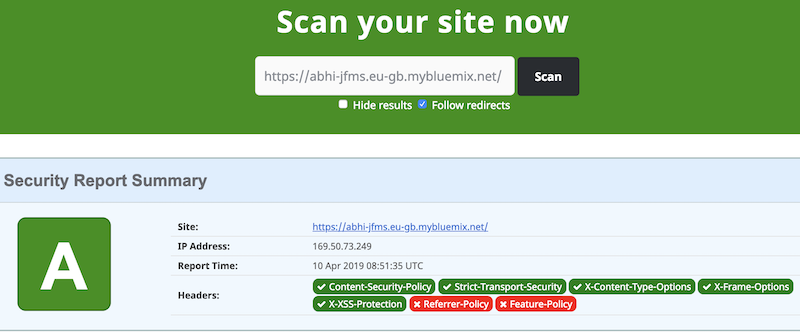 Scan your site now
https://abhi-jfms.eu-gb.mybluemix.net/ Scan
Hide results Follow redirects
Security Report Summary
A
Site: https://abhi-jfms.eu-gb.mybluemix.net/
IP Address: 169.50.73.249
Report Time: 10 Apr 2019 08:51:35 UTC
Headers: Content-Security-Policy Strict-Transport-Security X-Content-Type-Options X-Frame-Options
X-XSS-Protection Referrer-Policy Feature-Policy